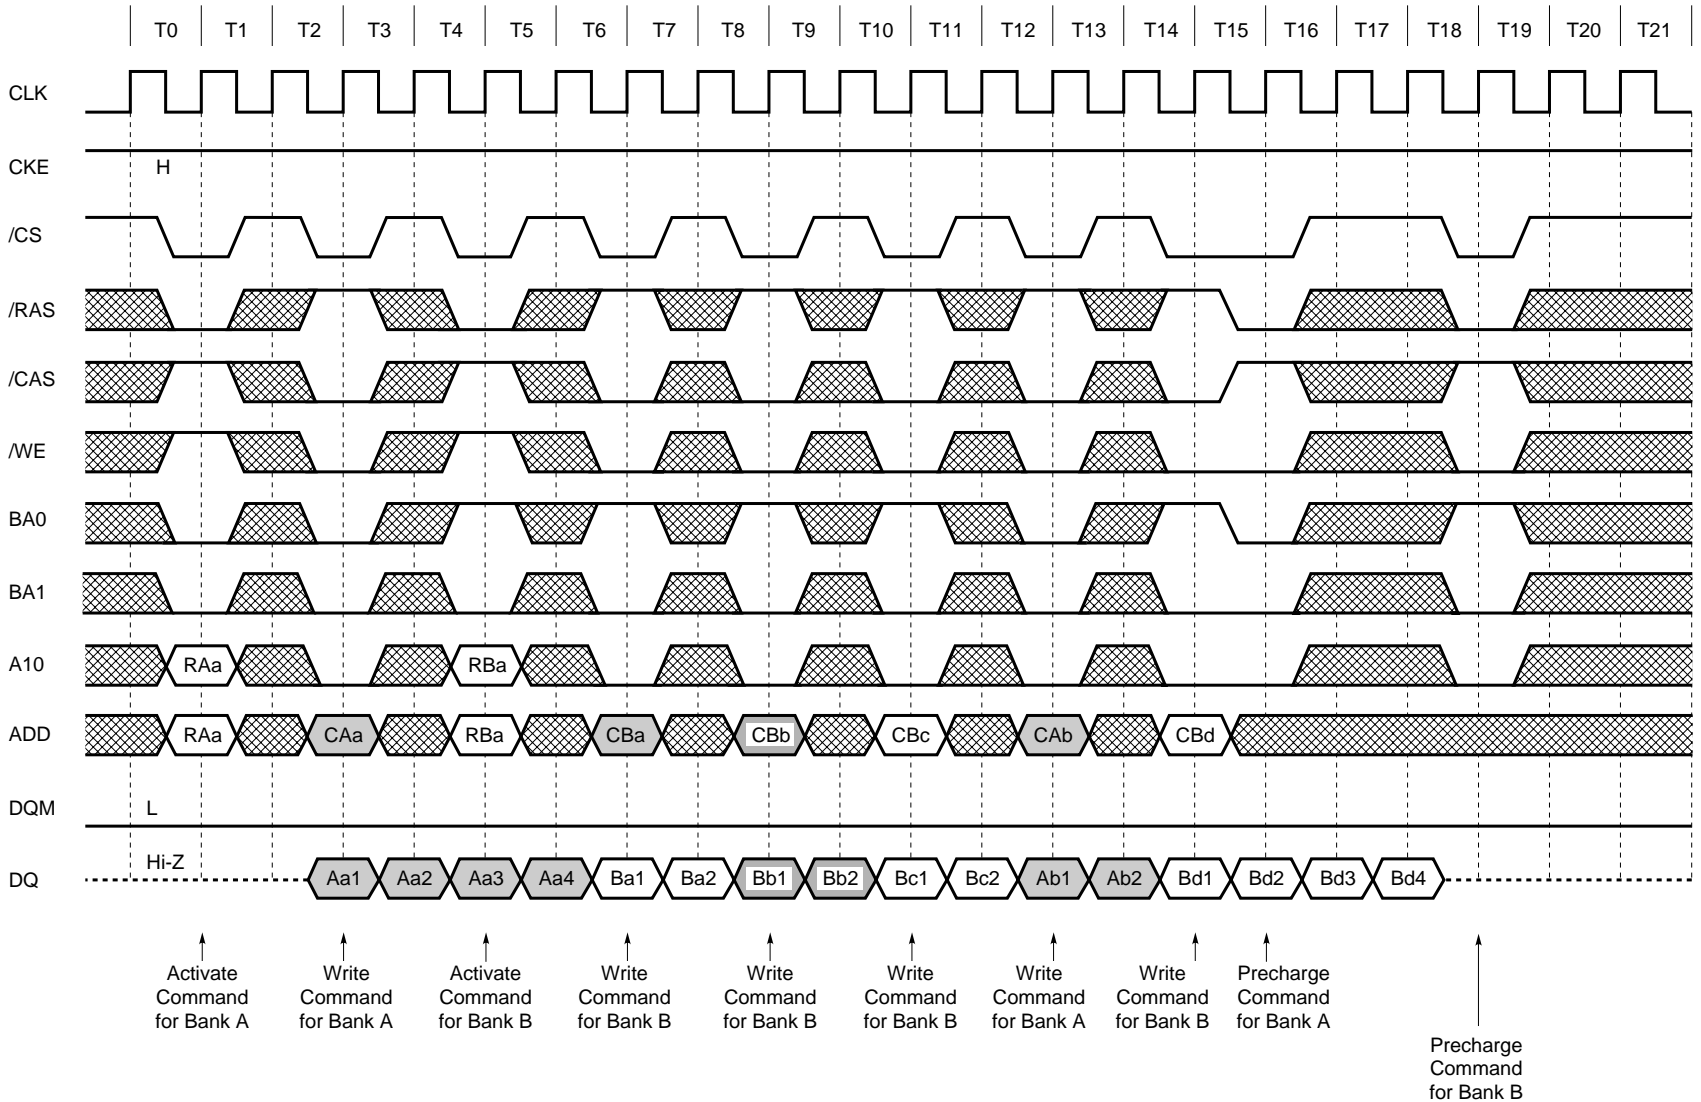 T0 T1 T2 T3 T4 T5 T6 T7 T8 T9 T10 T11 T12 T13 T14 T15 T16 T17 T18 T19 T20 T21
CLK
CKE H
/CS
/RAS
/CAS
/WE
BA0
BA1
A10 RAa RBa
ADD RAa CAa RBa CBa CBb CBc CAb CBd
DQM L
Hi-Z
DQ Aa1 Aa2 Aa3 Aa4 Ba1 Ba2 Bb1 Bb2 Bc1 Bc2 Ab1 Ab2 Bd1 Bd2 Bd3 Bd4
Activate
Command
for Bank A
Write
Command
for Bank A
Activate
Command
for Bank B
Write
Command
for Bank B
Write
Command
for Bank B
Write
Command
for Bank B
Write
Command
for Bank A
Write
Command
for Bank B
Precharge
Command
for Bank A
Precharge
Command
for Bank B